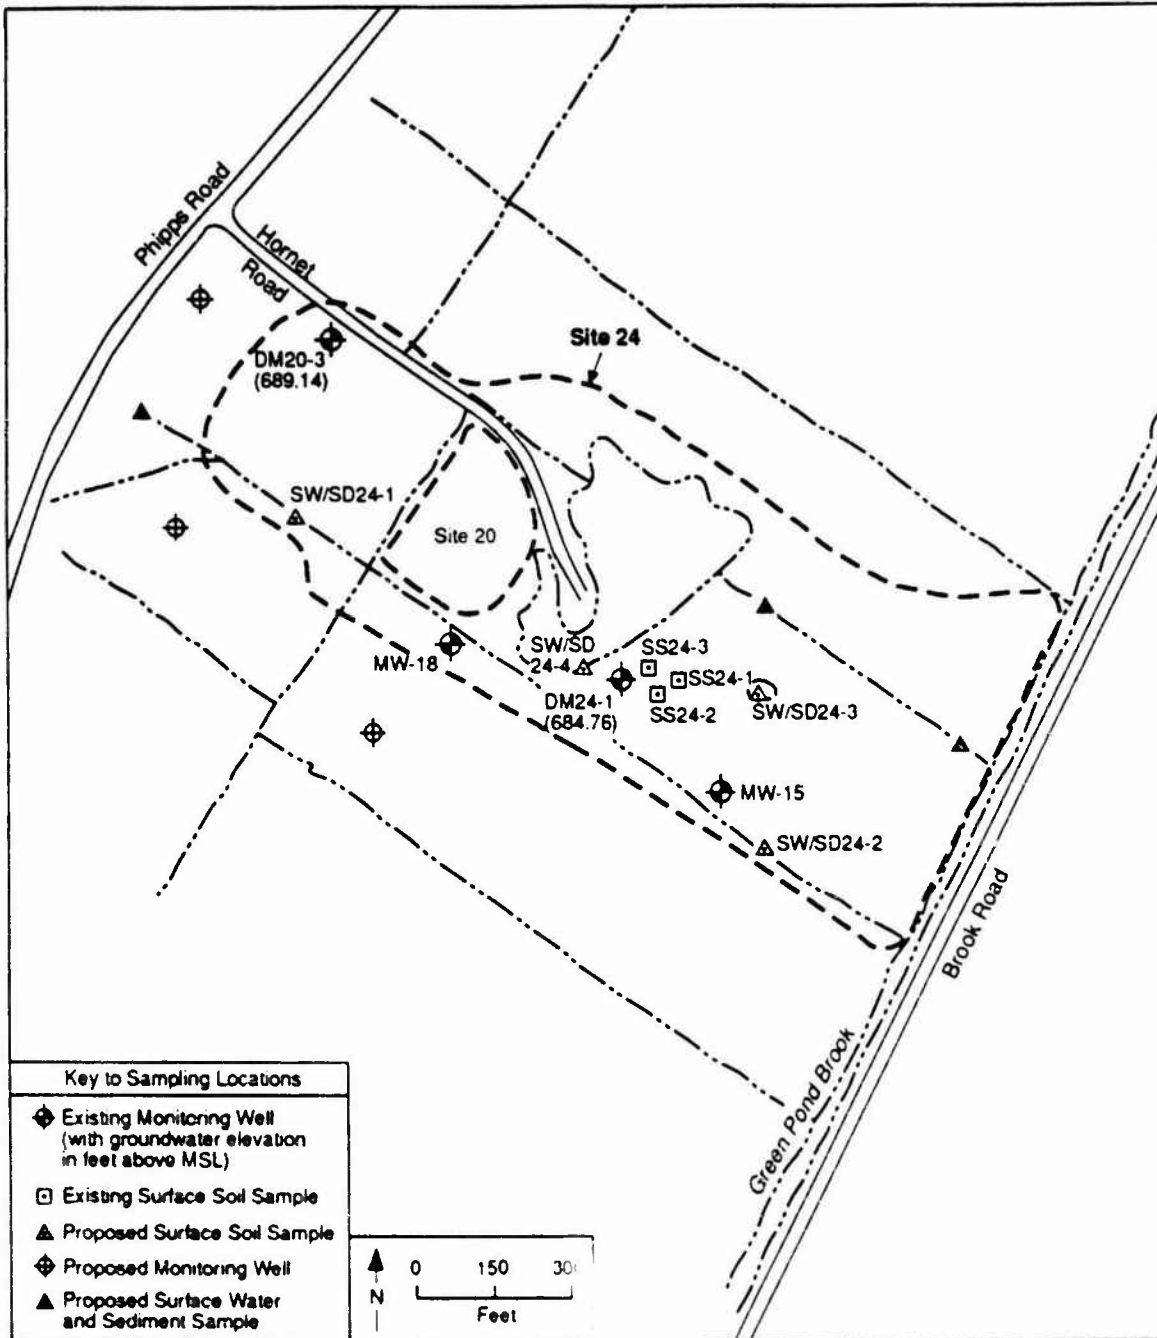 Phipps Road
Hornet
Road
Site 24
DM20-3
(689.14)
SW/SD24-1
Site 20
MW-18
SW/SD
24-4
SS24-3
SS24-1
DM24-1
(684.76)
SS24-2
SW/SD24-3
MW-15
SW/SD24-2
Brook Road
Green Pond Brook
Key to Sampling Locations
Existing Monitoring Well
(with groundwater elevation
in feet above MSL)
Existing Surface Soil Sample
Proposed Surface Soil Sample
Proposed Monitoring Well
Proposed Surface Water
and Sediment Sample
N
0 150 30
Feet